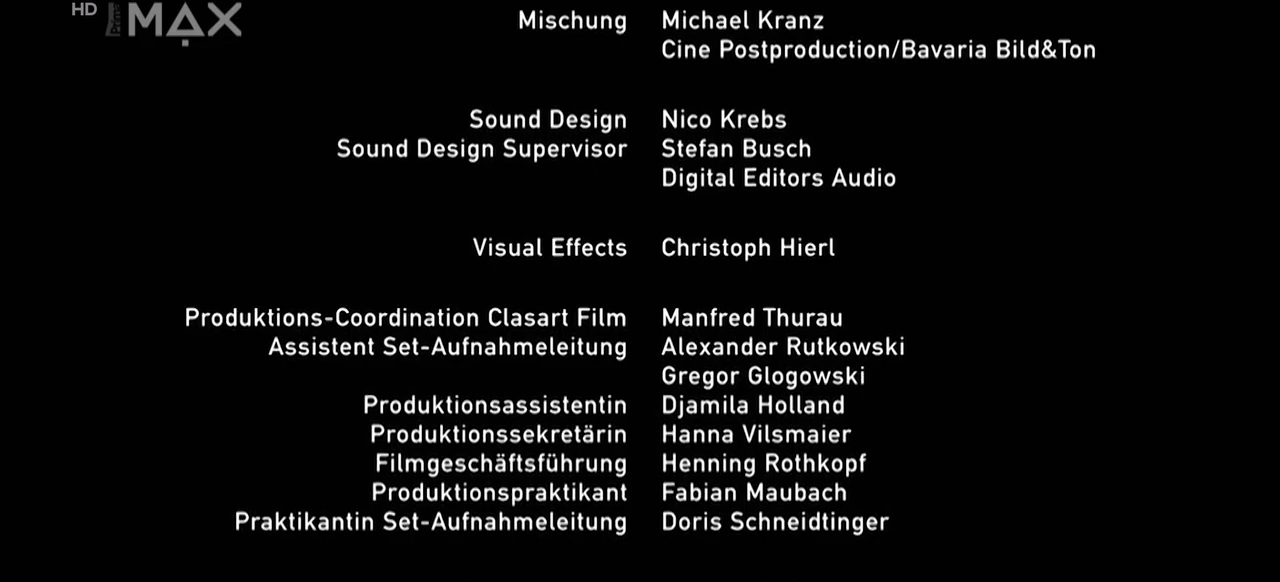 HD MAX
Mischung Michael Kranz
Cine Postproduction/Bavaria Bild&Ton
Sound Design Nico Krebs
Sound Design Supervisor Stefan Busch
Digital Editors Audio
Visual Effects Christoph Hierl
Produktions-Coordination Clasart Film Manfred Thurau
Assistent Set-Aufnahmeleitung Alexander Rutkowski
Gregor Glogowski
Produktionsassistentin Djamila Holland
Produktionssekretärin Hanna Vilsmaier
Filmgeschäftsführung Henning Rothkopf
Produktionspraktikant Fabian Maubach
Praktikantin Set-Aufnahmeleitung Doris Schneidtinger